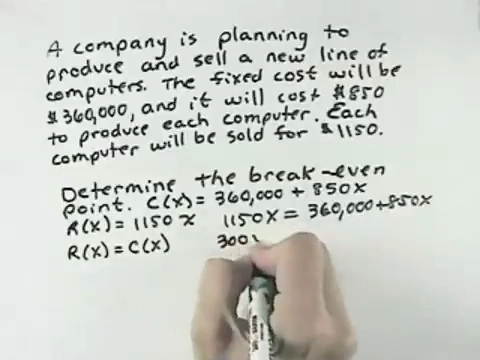 A company is planning to
produce and sell a new line of
computers. The fixed cost will be
$360,000, and it will cost $850
to produce each computer. Each
computer will be sold for $1150.
Determine the break-even
point. C(X) = 360,000 + 850X
R(X) = 1150X 1150X = 360,000+850X
R(X) = C(X) 300